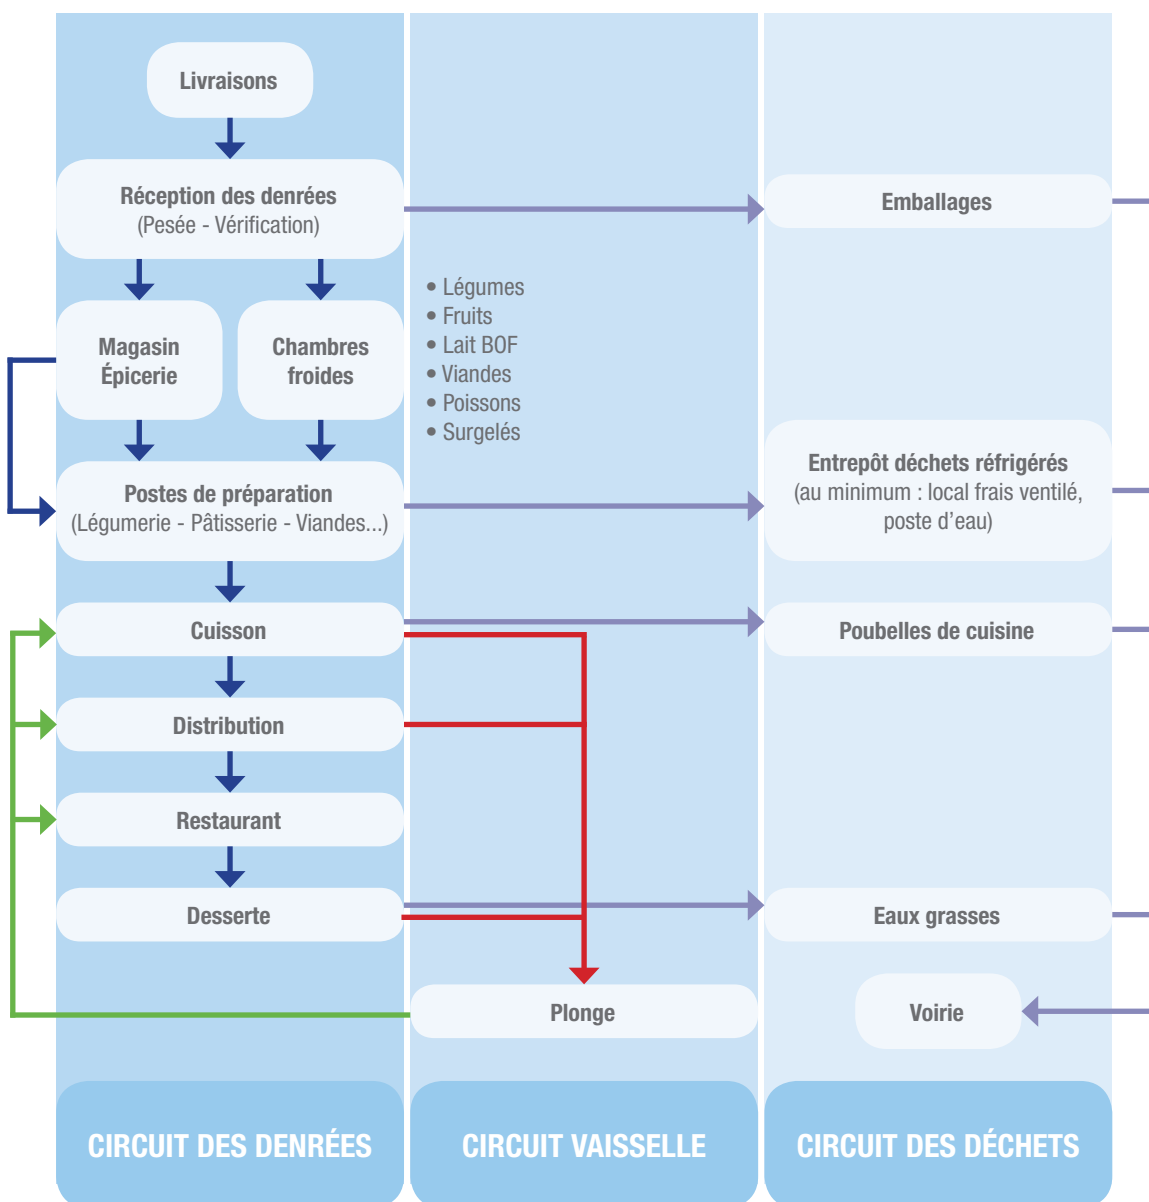 Livraisons
Réception des denrées
(Pesée - Vérification)
Emballages
• Légumes
• Fruits
• Lait BOF
• Viandes
• Poissons
• Surgelés
Magasin
Épicerie
Chambres
froides
Postes de préparation
(Légumerie - Pâtisserie - Viandes...)
Entrepôt déchets réfrigérés
(au minimum : local frais ventilé,
poste d’eau)
Cuisson
Poubelles de cuisine
Distribution
Restaurant
Desserte
Eaux grasses
Plonge
Voirie
CIRCUIT DES DENRÉES
CIRCUIT VAISSELLE
CIRCUIT DES DÉCHETS